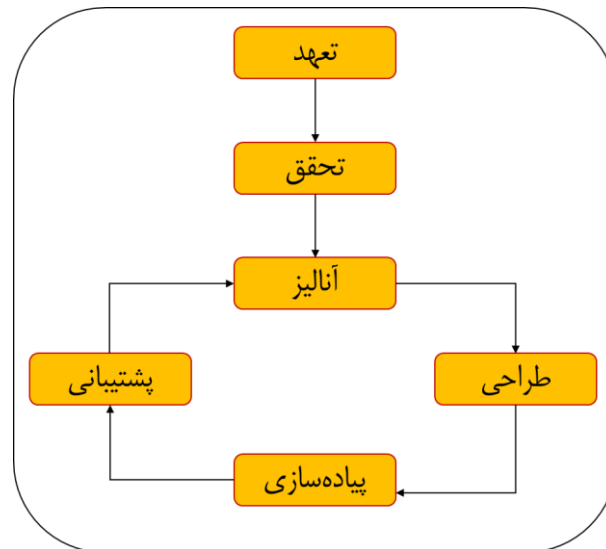 تعهد
تحقق
آنالیز
طراحی
پشتیبانی
پیاده‌سازی